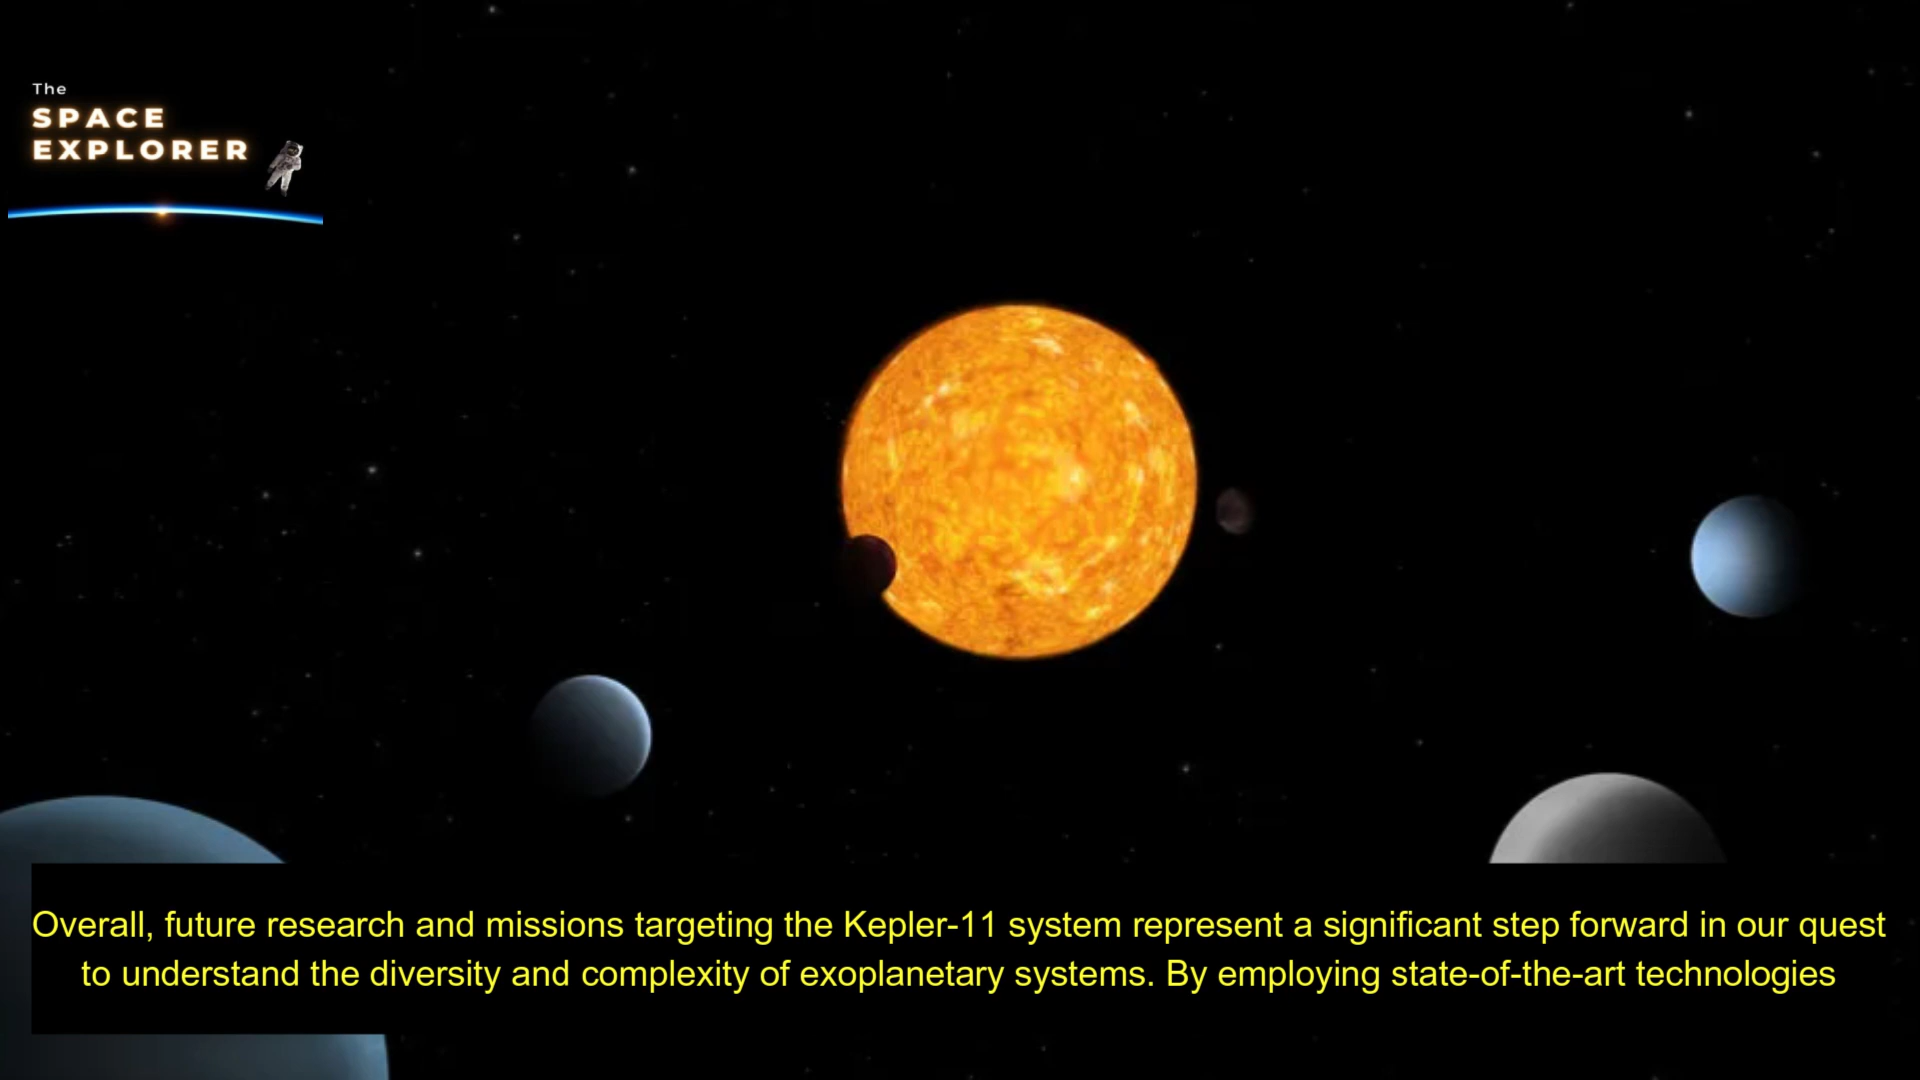 The
SPACE
EXPLORER
Overall, future research and missions targeting the Kepler-11 system represent a significant step forward in our quest
to understand the diversity and complexity of exoplanetary systems. By employing state-of-the-art technologies